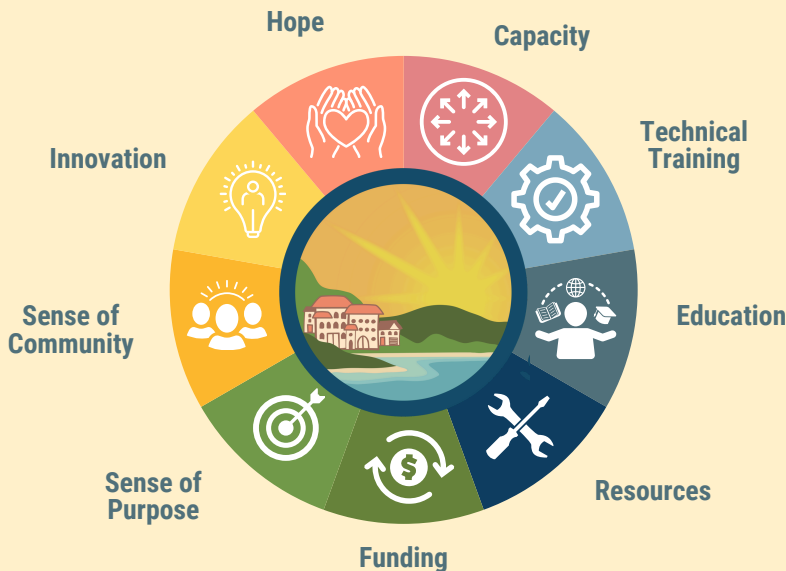 Hope
Capacity
Technical
Training
Innovation
Education
Sense of
Community
Resources
Sense of
Purpose
Funding
$